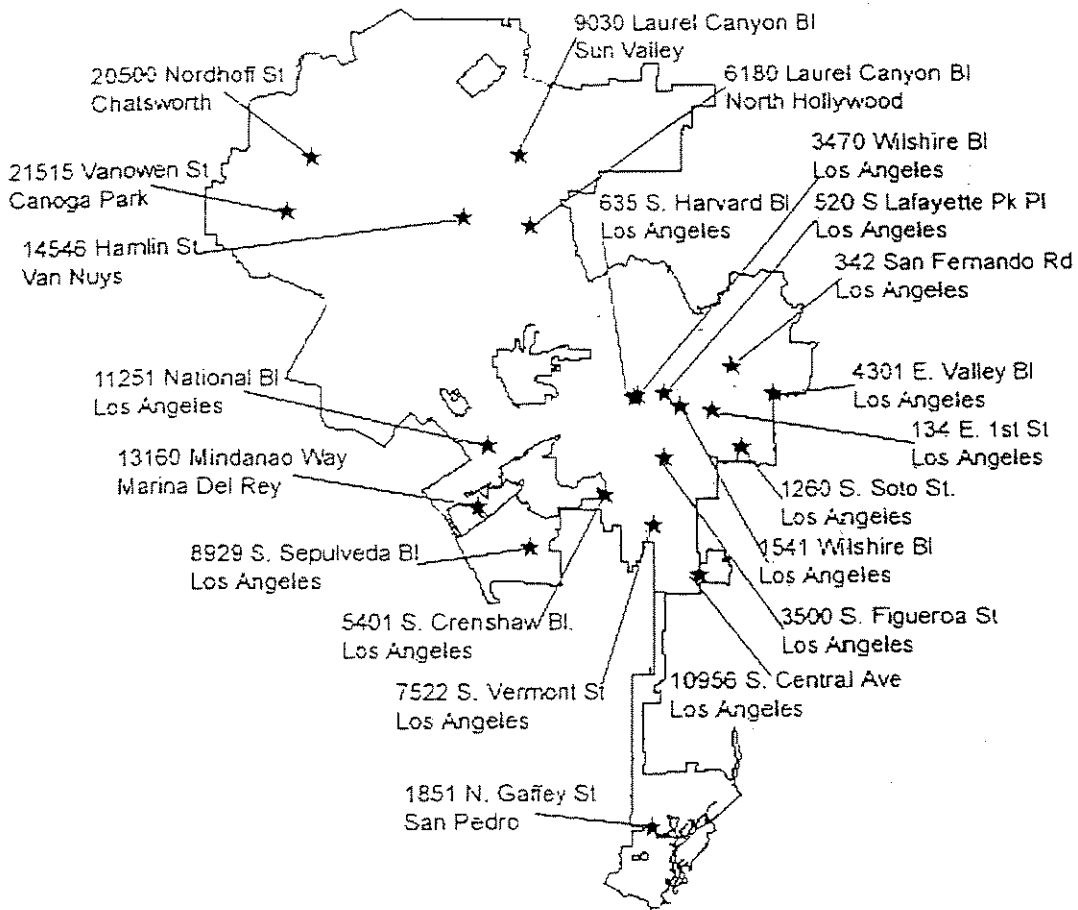 9030 Laurel Canyon Bl
Sun Valley
20500 Nordhoff St
Chatsworth
6180 Laurel Canyon Bl
North Hollywood
3470 Wilshire Bl
Los Angeles
21515 Vanowen St
Canoga Park
635 S. Harvard Bl
Los Angeles
520 S Lafayette Pk Pl
Los Angeles
14546 Hamlin St
Van Nuys
342 San Fernando Rd
Los Angeles
11251 National Bl
Los Angeles
4301 E. Valley Bl
Los Angeles
134 E. 1st St
Los Angeles
13160 Mindanao Way
Marina Del Rey
1260 S. Soto St.
Los Angeles
8929 S. Sepulveda Bl
Los Angeles
1541 Wilshire Bl
Los Angeles
5401 S. Crenshaw Bl.
Los Angeles
3500 S. Figueroa St
Los Angeles
7522 S. Vermont St
Los Angeles
10956 S. Central Ave
Los Angeles
1851 N. Gaffey St
San Pedro